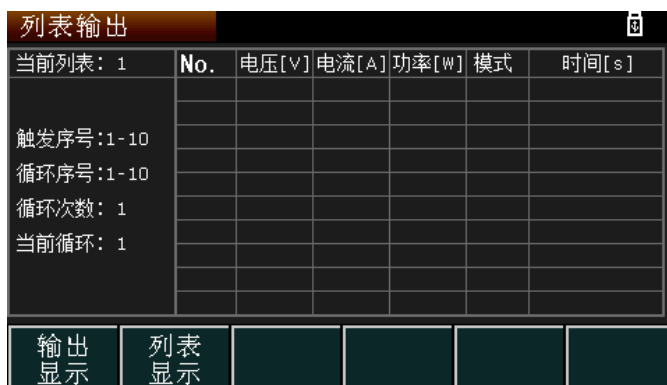 列表输出
当前列表: 1 No. 电压[V] 电流[A] 功率[W] 模式 时间[s]
触发序号:1-10
循环序号:1-10
循环次数: 1
当前循环: 1
输出 列表
显示 显示